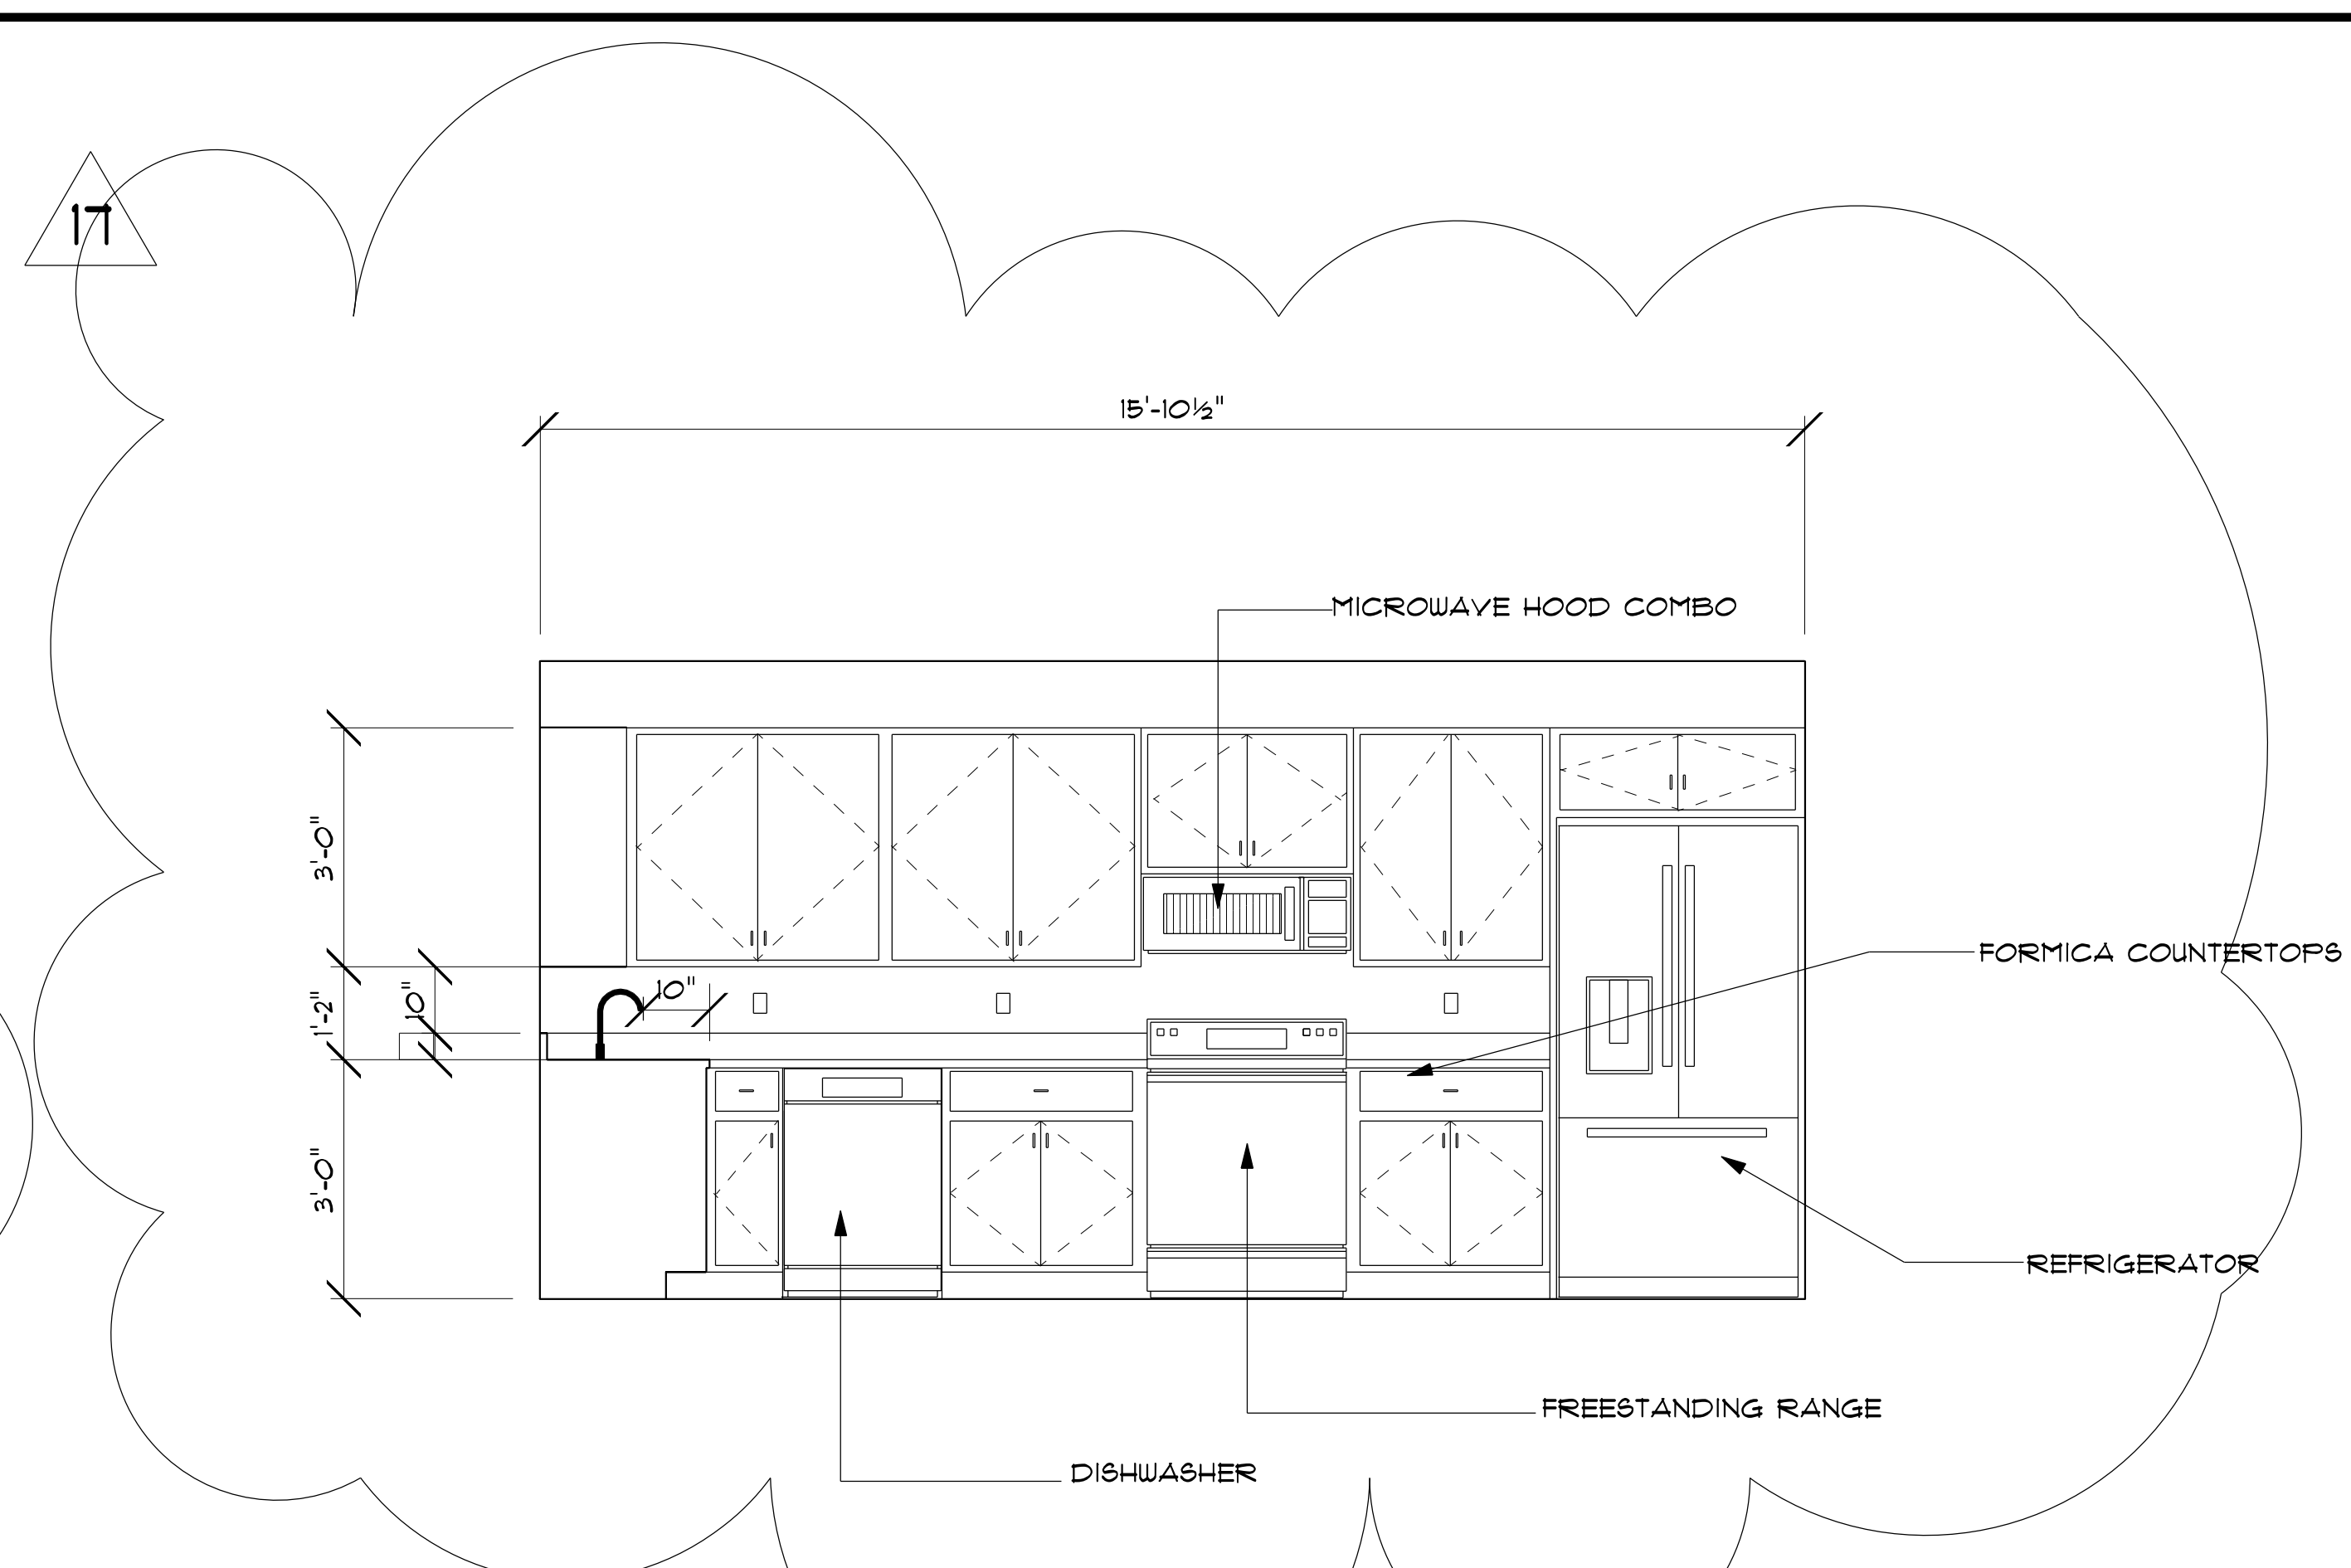 17
15'-10½"
MICROWAVE HOOD COMBO
3'-0"
FORMICA COUNTERTOPS
10"
10"
1'-2"
3'-0"
REFRIGERATOR
FREESTANDING RANGE
DISHWASHER